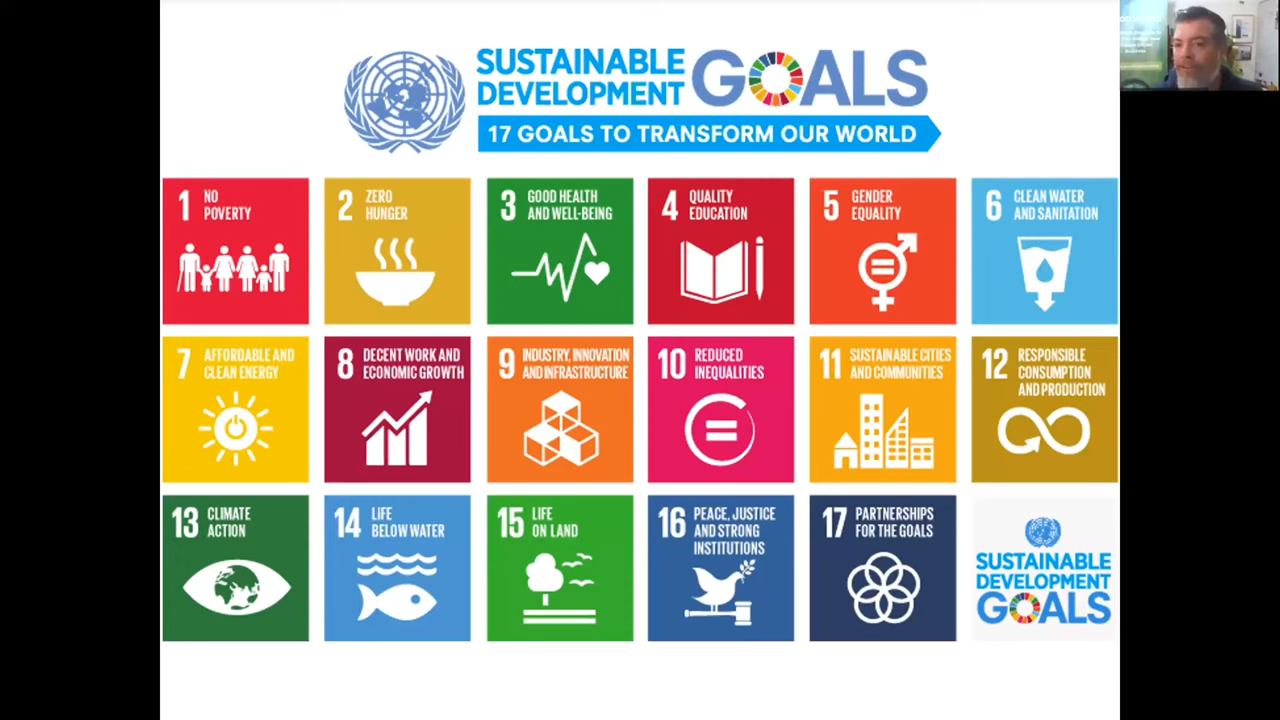 SUSTAINABLE
DEVELOPMENT
GOALS
17 GOALS TO TRANSFORM OUR WORLD
1 NO
POVERTY
2 ZERO
HUNGER
3 GOOD HEALTH
AND WELL-BEING
4 QUALITY
EDUCATION
5 GENDER
EQUALITY
6 CLEAN WATER
AND SANITATION
7 AFFORDABLE AND
CLEAN ENERGY
8 DECENT WORK AND
ECONOMIC GROWTH
9 INDUSTRY, INNOVATION
AND INFRASTRUCTURE
10 REDUCED
INEQUALITIES
11 SUSTAINABLE CITIES
AND COMMUNITIES
12 RESPONSIBLE
CONSUMPTION
AND PRODUCTION
13 CLIMATE
ACTION
14 LIFE
BELOW WATER
15 LIFE
ON LAND
16 PEACE, JUSTICE
AND STRONG
INSTITUTIONS
17 PARTNERSHIPS
FOR THE GOALS
SUSTAINABLE
DEVELOPMENT
GOALS